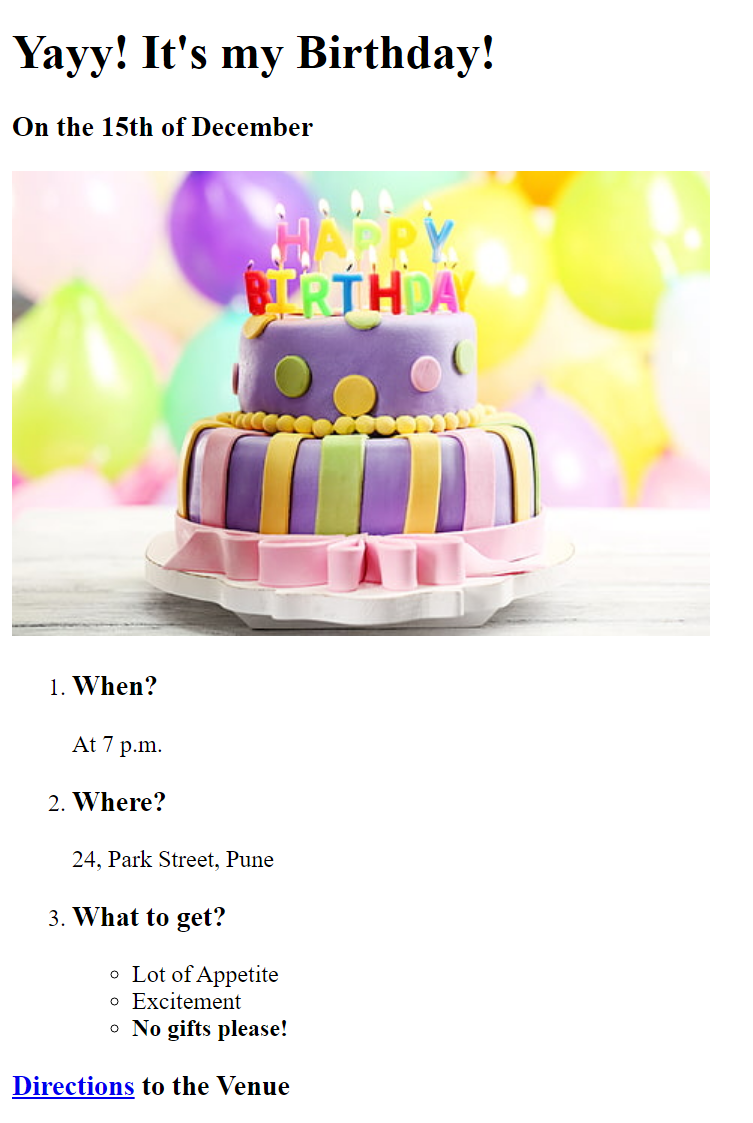 Yayy! It's my Birthday!
On the 15th of December
HAPPY
BIRTHDAY
1. When?
At 7 p.m.
2. Where?
24, Park Street, Pune
3. What to get?
Lot of Appetite
Excitement
No gifts please!
Directions to the Venue